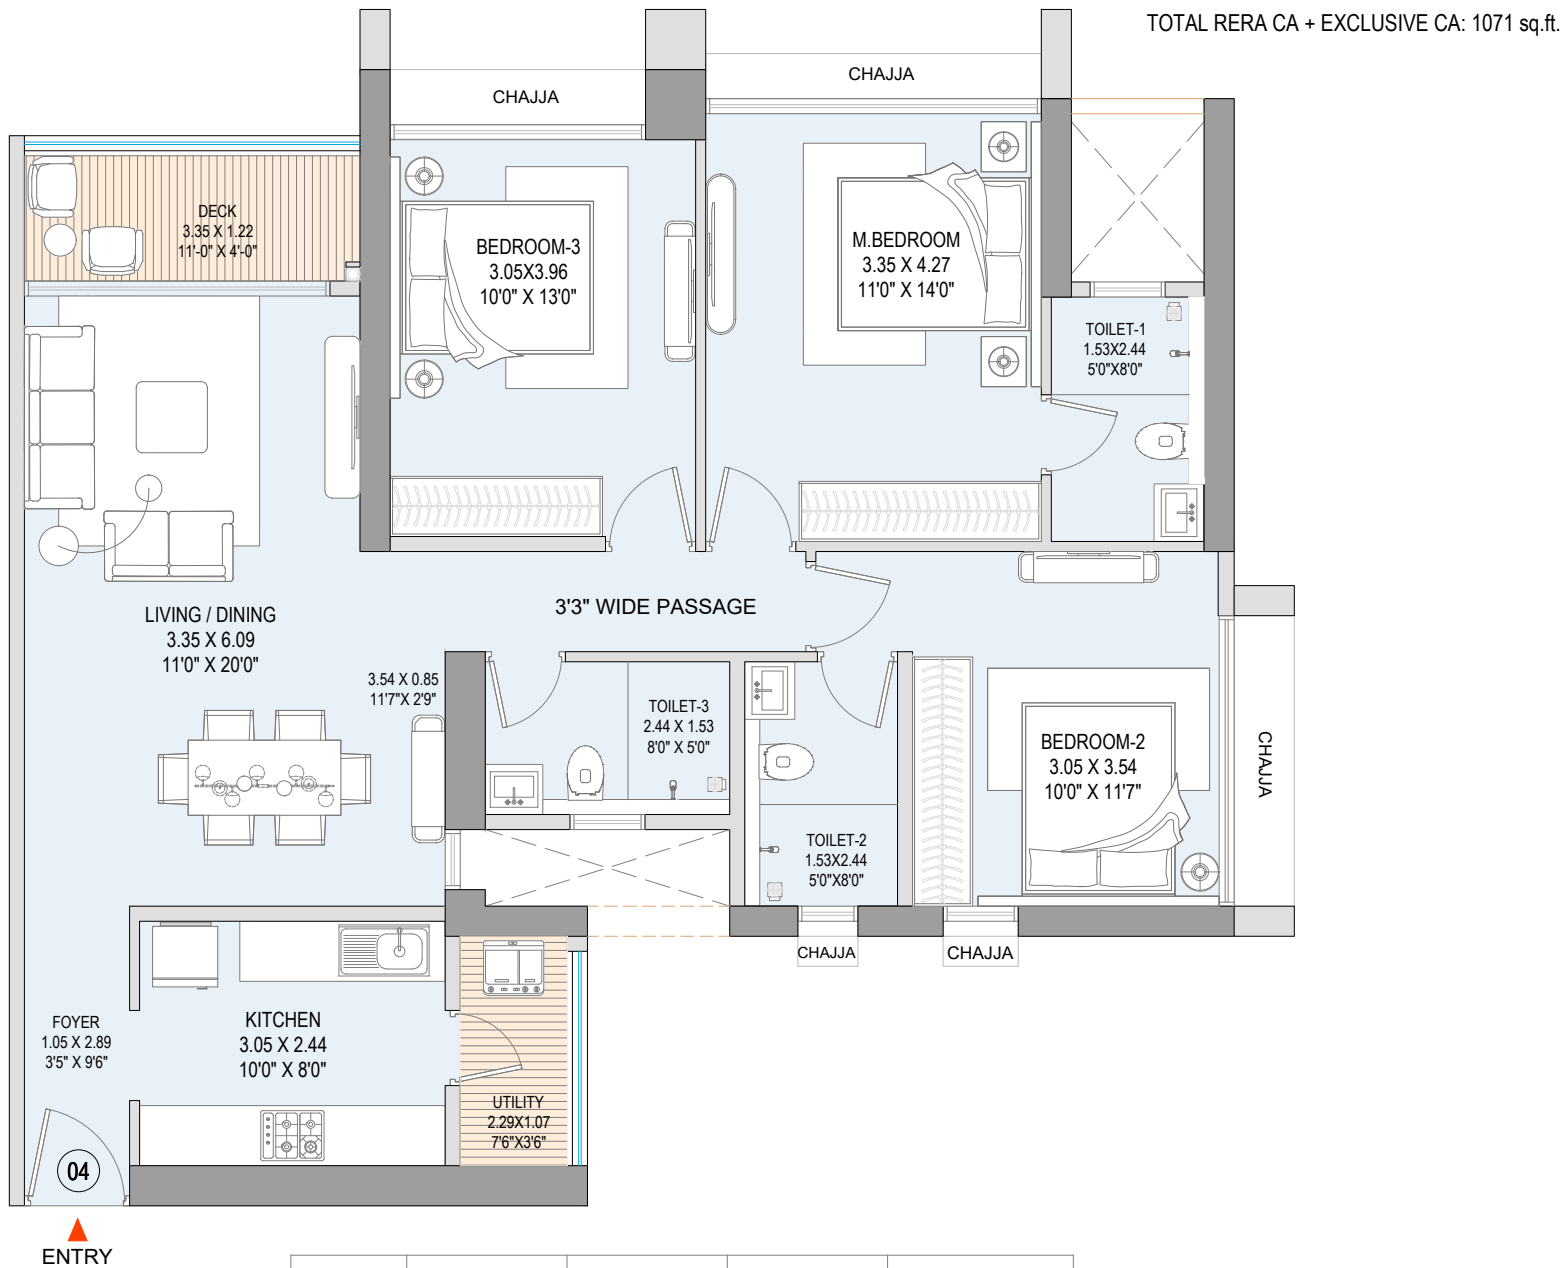 TOTAL RERA CA + EXCLUSIVE CA: 1071 sq.ft.
CHAJJA
CHAJJA
DECK
3.35 X 1.22
11'-0" X 4'-0"
BEDROOM-3
3.05X3.96
10'0" X 13'0"
M.BEDROOM
3.35 X 4.27
11'0" X 14'0"
TOILET-1
1.53X2.44
5'0"X8'0"
LIVING / DINING
3.35 X 6.09
11'0" X 20'0"
3'3" WIDE PASSAGE
3.54 X 0.85
11'7"X 2'9"
TOILET-3
2.44 X 1.53
8'0" X 5'0"
BEDROOM-2
3.05 X 3.54
10'0" X 11'7"
CHAJJA
TOILET-2
1.53X2.44
5'0"X8'0"
CHAJJA
CHAJJA
FOYER
1.05 X 2.89
3'5" X 9'6"
KITCHEN
3.05 X 2.44
10'0" X 8'0"
UTILITY
2.29X1.07
7'6"X3'6"
04
ENTRY